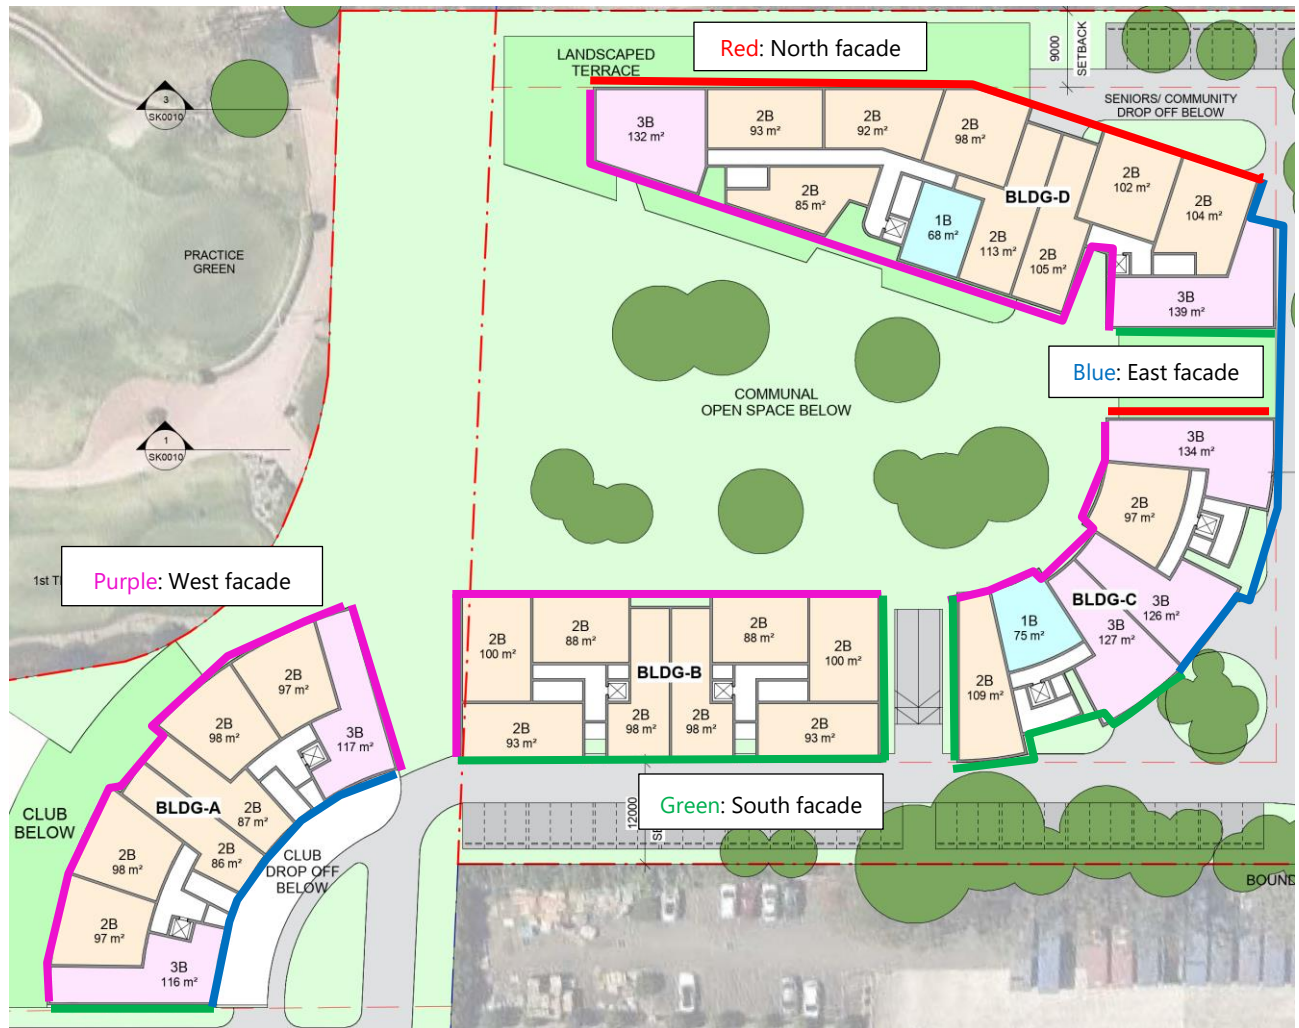 LANDSCAPED
TERRACE
Red: North facade
9000
SETBACK
3
SK0010
SENIORS/ COMMUNITY
DROP OFF BELOW
3B
132 m²
2B
93 m²
2B
92 m²
2B
98 m²
2B
102 m²
2B
104 m²
BLDG-D
2B
85 m²
1B
68 m²
2B
113 m²
2B
105 m²
3B
139 m²
PRACTICE
GREEN
Blue: East facade
COMMUNAL
OPEN SPACE BELOW
1
SK0010
3B
134 m²
2B
97 m²
1st T
Purple: West facade
BLDG-C
3B
126 m²
3B
127 m²
1B
75 m²
2B
109 m²
2B
100 m²
2B
88 m²
2B
88 m²
2B
100 m²
BLDG-B
2B
93 m²
2B
98 m²
2B
98 m²
2B
93 m²
2B
97 m²
2B
98 m²
3B
117 m²
BLDG-A
2B
87 m²
2B
86 m²
2B
98 m²
2B
97 m²
3B
116 m²
CLUB
BELOW
CLUB
DROP OFF
BELOW
Green: South facade
12000
SE
BOUND